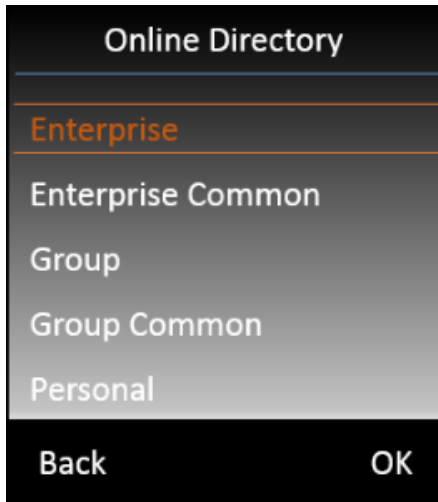 Online Directory
Enterprise
Enterprise Common
Group
Group Common
Personal
Back OK